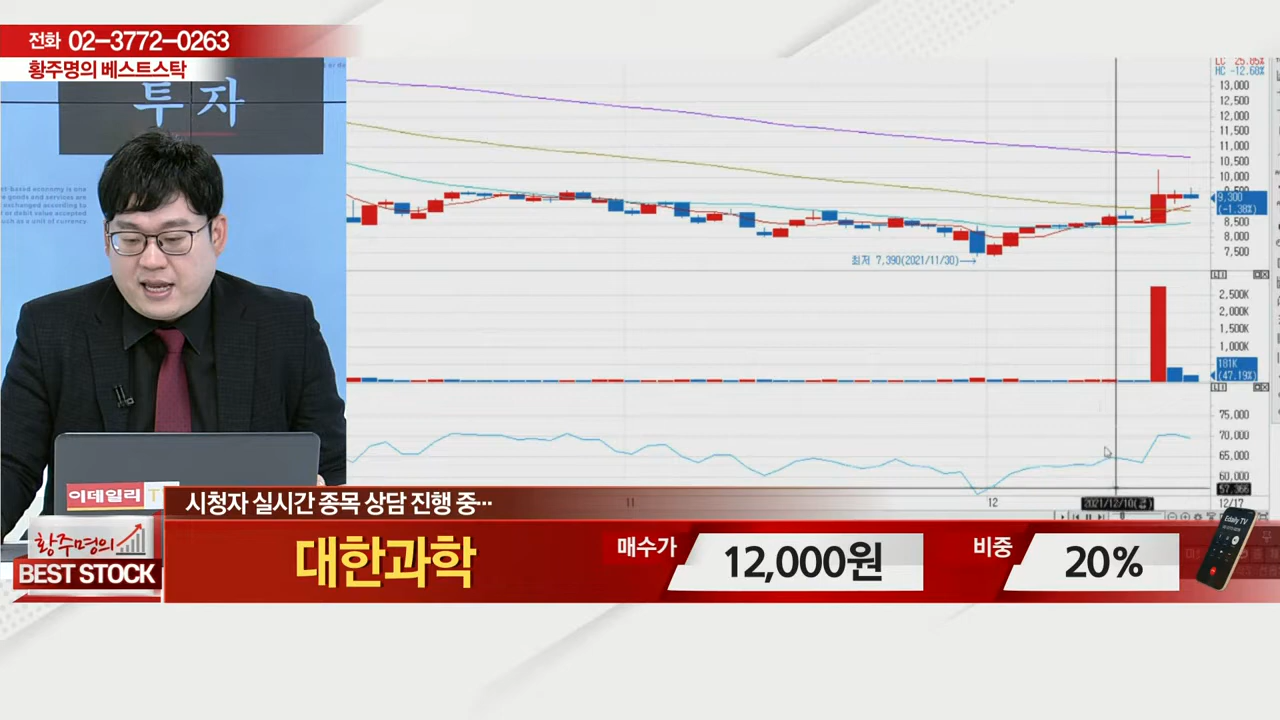 전화 02-3772-0263
황주명의 베스트스탁
투자
LC 25.85%
HC -12.68%
13,000
12,500
12,000
11,500
11,000
10,500
10,000
9,300
(-1.38%)
8,500
8,000
7,500
최저 7,390(2021/11/30)→
2,500K
2,000K
1,500K
1,000K
181K
(47.19%)
75,000
70,000
65,000
60,000
57,366
11
12
2021/12/10(금)
12/17
이데일리 T
시청자 실시간 종목 상담 진행 중…
황주명의
BEST STOCK
대한과학
매수가
12,000원
비중
20%
Edaily TV